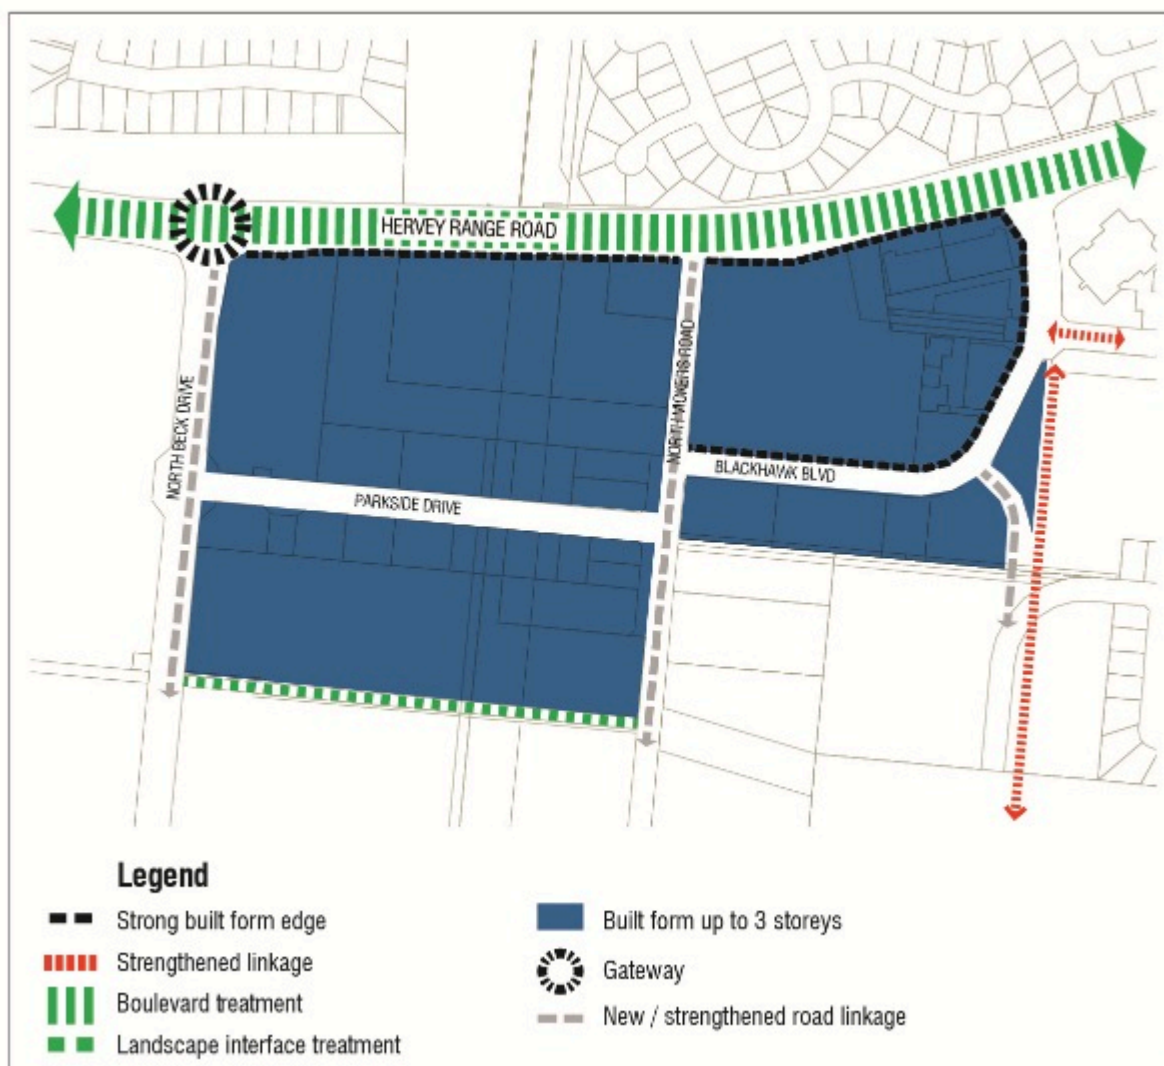 HERVEY RANGE ROAD
NORTH BECK DRIVE
NORTH MOKERS ROAD
BLACKHAWK BLVD
PARKSIDE DRIVE
Legend
Strong built form edge
Strengthened linkage
Boulevard treatment
Landscape interface treatment
Built form up to 3 storeys
Gateway
New / strengthened road linkage